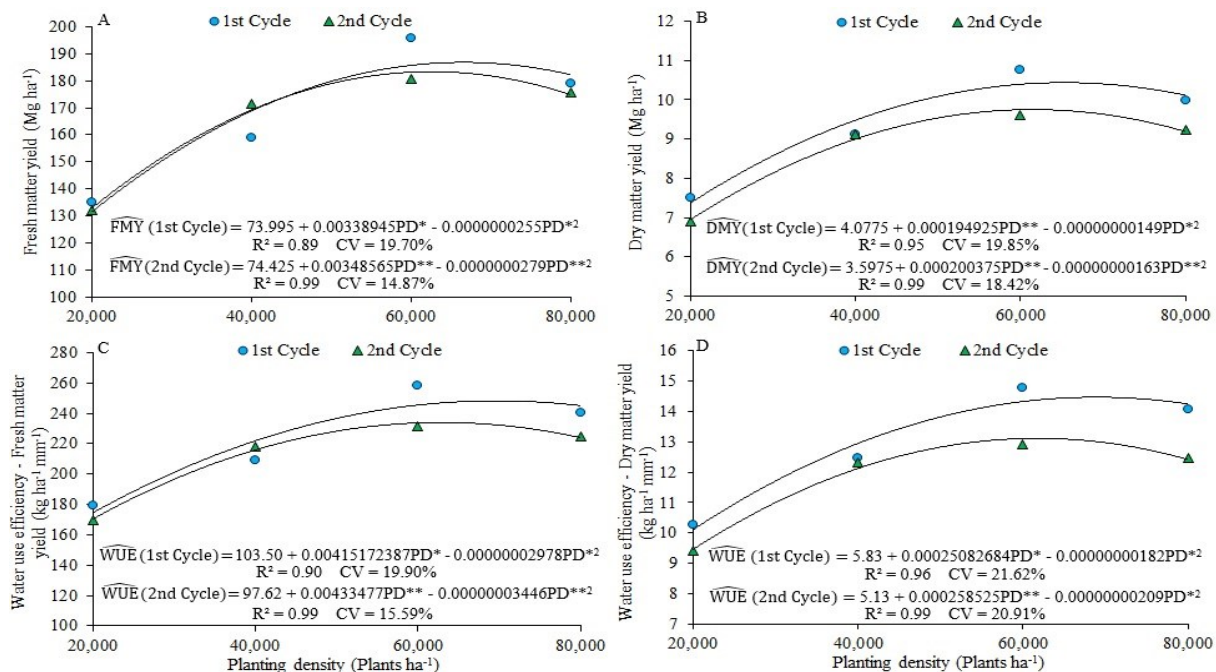 A
1st Cycle 2nd Cycle
Fresh matter yield (Mg ha⁻¹)
200
190
180
170
160
150
140
130
120
110
100
F͡MY (1st Cycle) = 73.995 + 0.00338945PD* - 0.0000000255PD*²
R² = 0.89 CV = 19.70%
F͡MY (2nd Cycle) = 74.425 + 0.00348565PD** - 0.0000000279PD**²
R² = 0.99 CV = 14.87%
20,000 40,000 60,000 80,000
B
1st Cycle 2nd Cycle
Dry matter yield (Mg ha⁻¹)
12
11
10
9
8
7
6
5
D͡MY (1st Cycle) = 4.0775 + 0.000194925PD** - 0.00000000149PD*²
R² = 0.95 CV = 19.85%
D͡MY (2nd Cycle) = 3.5975 + 0.000200375PD** - 0.00000000163PD**²
R² = 0.99 CV = 18.42%
20,000 40,000 60,000 80,000
C
1st Cycle 2nd Cycle
Water use efficiency - Fresh matter
yield (kg ha⁻¹ mm⁻¹)
280
260
240
220
200
180
160
140
120
100
W͡UE (1st Cycle) = 103.50 + 0.00415172387PD* - 0.00000002978PD*²
R² = 0.90 CV = 19.90%
W͡UE (2nd Cycle) = 97.62 + 0.00433477PD** - 0.00000003446PD**²
R² = 0.99 CV = 15.59%
20,000 40,000 60,000 80,000
Planting density (Plants ha⁻¹)
D
1st Cycle 2nd Cycle
Water use efficiency - Dry matter yield
(kg ha⁻¹ mm⁻¹)
16
15
14
13
12
11
10
9
8
7
W͡UE (1st Cycle) = 5.83 + 0.00025082684PD* - 0.00000000182PD*²
R² = 0.96 CV = 21.62%
W͡UE (2nd Cycle) = 5.13 + 0.000258525PD** - 0.00000000209PD*²
R² = 0.99 CV = 20.91%
20,000 40,000 60,000 80,000
Planting density (Plants ha⁻¹)